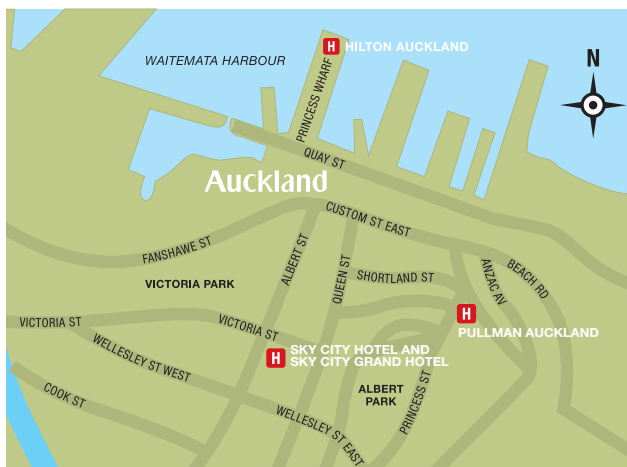 N
H HILTON AUCKLAND
WAITEMATA HARBOUR
PRINCESS WHARF
QUAY ST
Auckland
CUSTOM ST EAST
FANSHAWE ST
ALBERT ST
QUEEN ST
SHORTLAND ST
ANZAC AV
BEACH RD
VICTORIA PARK
H
PULLMAN AUCKLAND
VICTORIA ST
VICTORIA ST
H SKY CITY HOTEL AND
SKY CITY GRAND HOTEL
WELLESLEY ST WEST
COOK ST
ALBERT
PARK
PRINCESS ST
WELLESLEY ST EAST